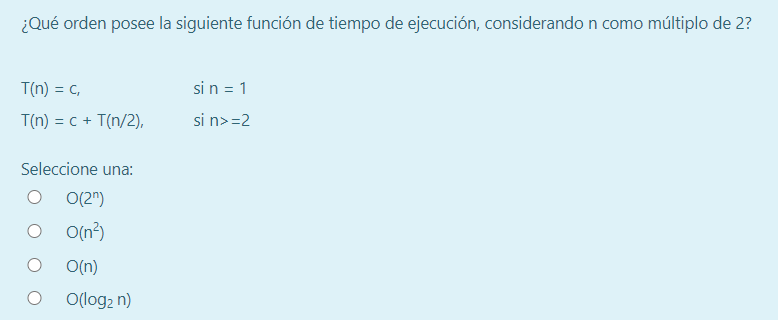 ¿Qué orden posee la siguiente función de tiempo de ejecución, considerando n como múltiplo de 2?
T(n) = c, si n = 1
T(n) = c + T(n/2), si n>=2
Seleccione una:
O(2ⁿ)
O(n²)
O(n)
O(log₂ n)